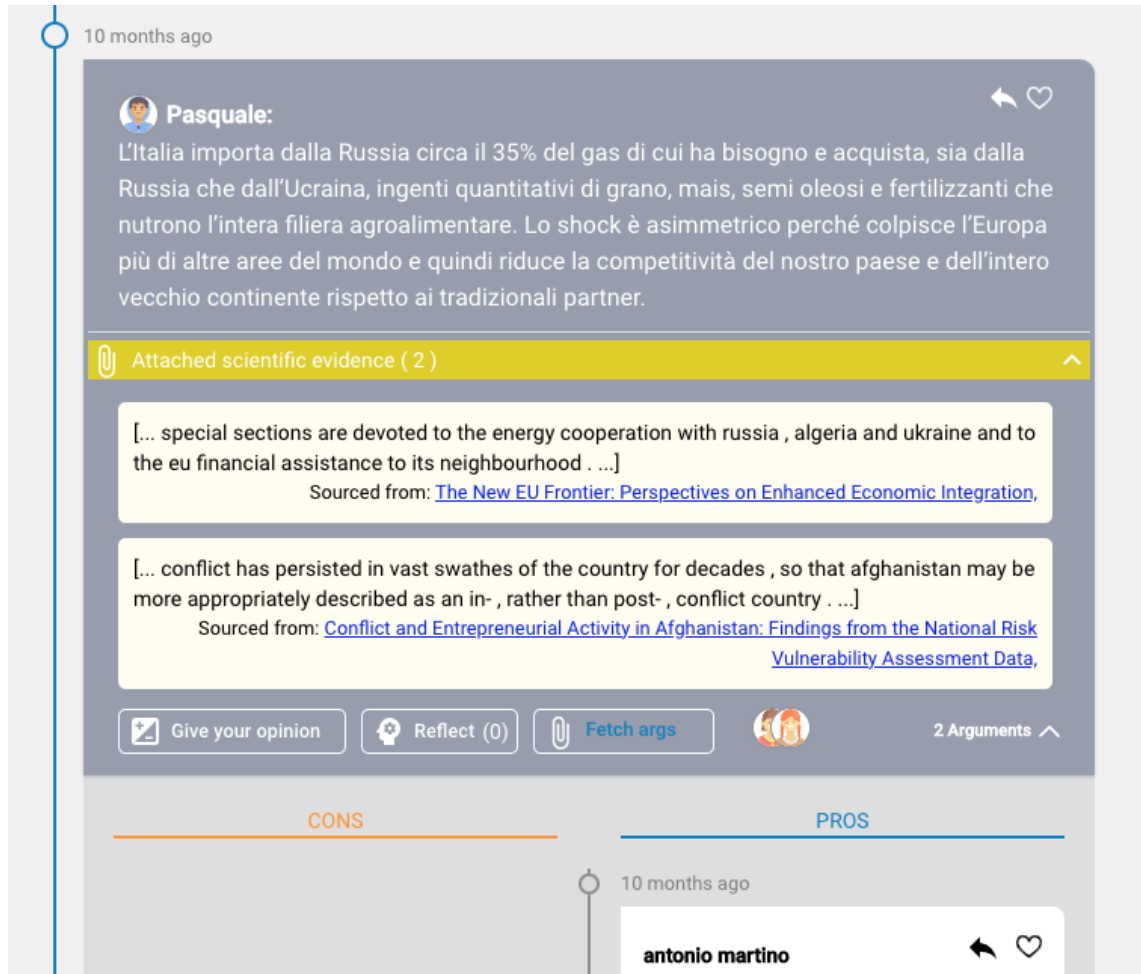 10 months ago
Pasquale:
L'Italia importa dalla Russia circa il 35% del gas di cui ha bisogno e acquista, sia dalla
Russia che dall'Ucraina, ingenti quantitativi di grano, mais, semi oleosi e fertilizzanti che
nutrono l'intera filiera agroalimentare. Lo shock è asimmetrico perché colpisce l'Europa
più di altre aree del mondo e quindi riduce la competitività del nostro paese e dell'intero
vecchio continente rispetto ai tradizionali partner.
Attached scientific evidence ( 2 )
[... special sections are devoted to the energy cooperation with russia , algeria and ukraine and to
the eu financial assistance to its neighbourhood . ...]
Sourced from: The New EU Frontier: Perspectives on Enhanced Economic Integration,
[... conflict has persisted in vast swathes of the country for decades , so that afghanistan may be
more appropriately described as an in- , rather than post- , conflict country . ...]
Sourced from: Conflict and Entrepreneurial Activity in Afghanistan: Findings from the National Risk
Vulnerability Assessment Data,
Give your opinion Reflect (0) Fetch args 2 Arguments
CONS PROS
10 months ago
antonio martino